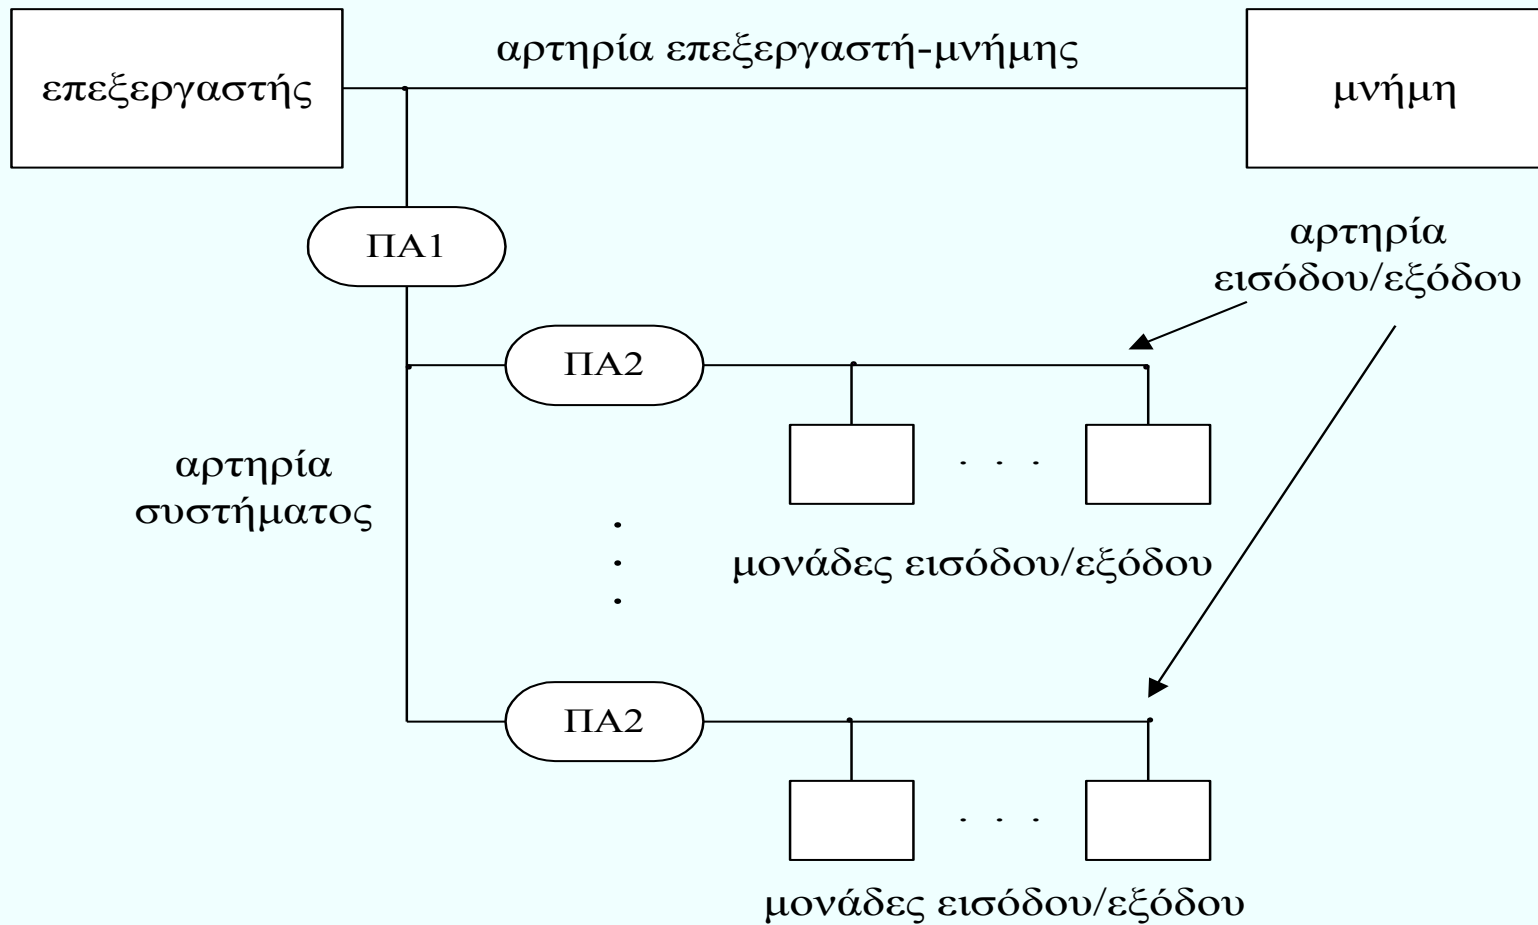 αρτηρία επεξεργαστή-μνήμης
επεξεργαστής
μνήμη
ΠΑ1
αρτηρία
εισόδου/εξόδου
ΠΑ2
αρτηρία
συστήματος
. . .
μονάδες εισόδου/εξόδου
ΠΑ2
. . .
μονάδες εισόδου/εξόδου